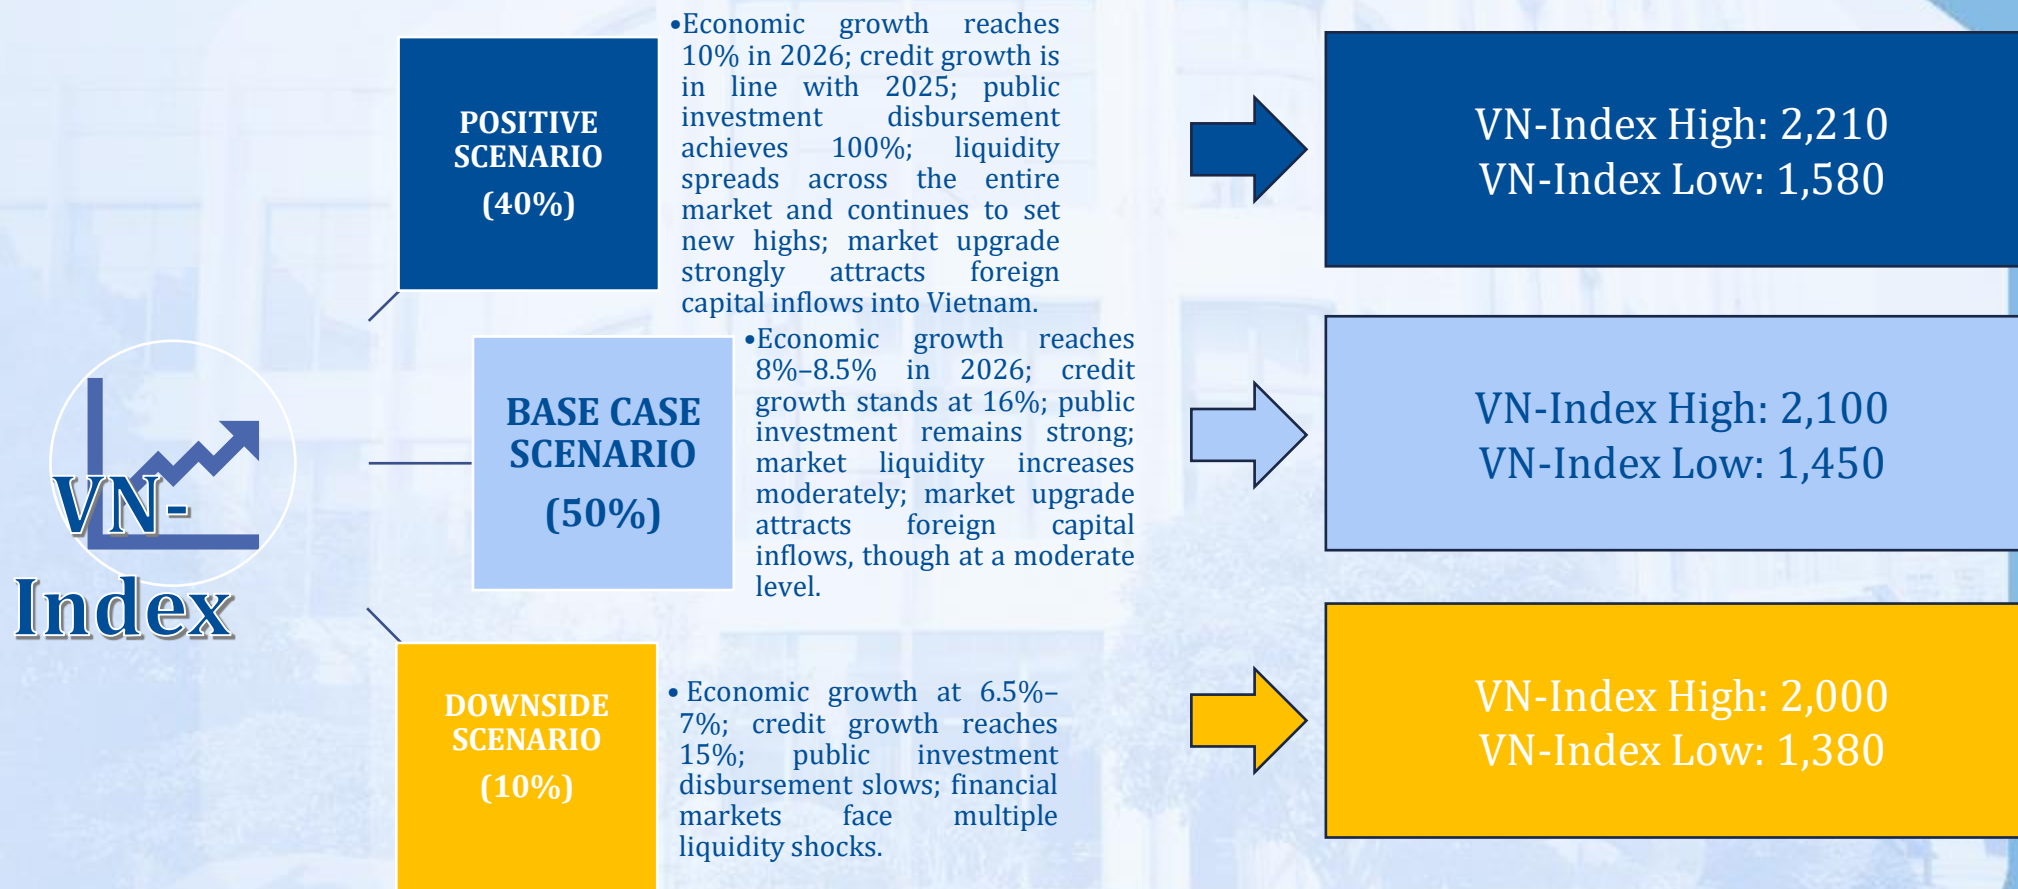 VN-
Index
POSITIVE
SCENARIO
(40%)
•Economic growth reaches
10% in 2026; credit growth is
in line with 2025; public
investment disbursement
achieves 100%; liquidity
spreads across the entire
market and continues to set
new highs; market upgrade
strongly attracts foreign
capital inflows into Vietnam.
VN-Index High: 2,210
VN-Index Low: 1,580
BASE CASE
SCENARIO
(50%)
•Economic growth reaches
8%–8.5% in 2026; credit
growth stands at 16%; public
investment remains strong;
market liquidity increases
moderately; market upgrade
attracts foreign capital
inflows, though at a moderate
level.
VN-Index High: 2,100
VN-Index Low: 1,450
DOWNSIDE
SCENARIO
(10%)
• Economic growth at 6.5%–
7%; credit growth reaches
15%; public investment
disbursement slows; financial
markets face multiple
liquidity shocks.
VN-Index High: 2,000
VN-Index Low: 1,380